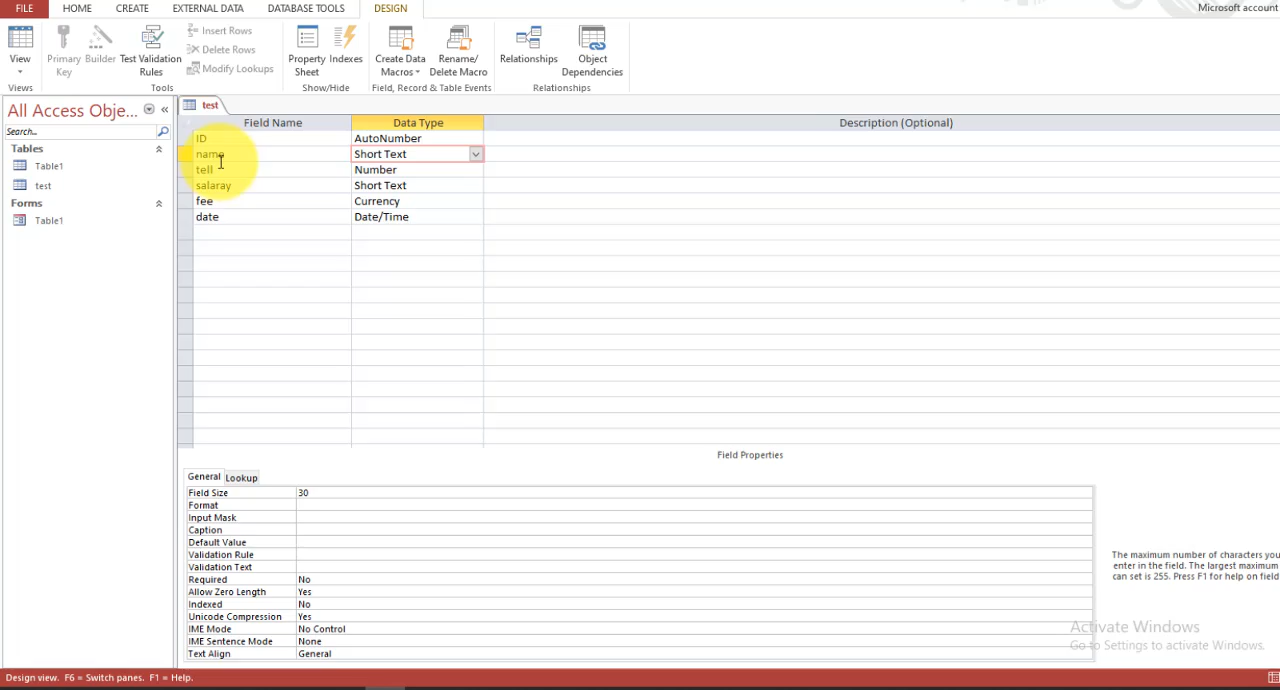 FILE HOME CREATE EXTERNAL DATA DATABASE TOOLS DESIGN Microsoft account
View Primary Key Builder Test Validation Rules Insert Rows Delete Rows Modify Lookups Property Sheet Indexes Create Data Macros Rename/ Delete Macro Relationships Object Dependencies
Views Tools Show/Hide Field, Record & Table Events Relationships
All Access Obje...
Search...
Tables
Table1
test
Forms
Table1
test
Field Name Data Type Description (Optional)
ID AutoNumber
name Short Text
tell Number
salaray Short Text
fee Currency
date Date/Time
Field Properties
General Lookup
Field Size 30
Format
Input Mask
Caption
Default Value
Validation Rule
Validation Text
Required No
Allow Zero Length Yes
Indexed No
Unicode Compression Yes
IME Mode No Control
IME Sentence Mode None
Text Align General
The maximum number of characters you
enter in the field. The largest maximum
can set is 255. Press F1 for help on field
Activate Windows
Go to Settings to activate Windows.
Design view. F6 = Switch panes. F1 = Help.